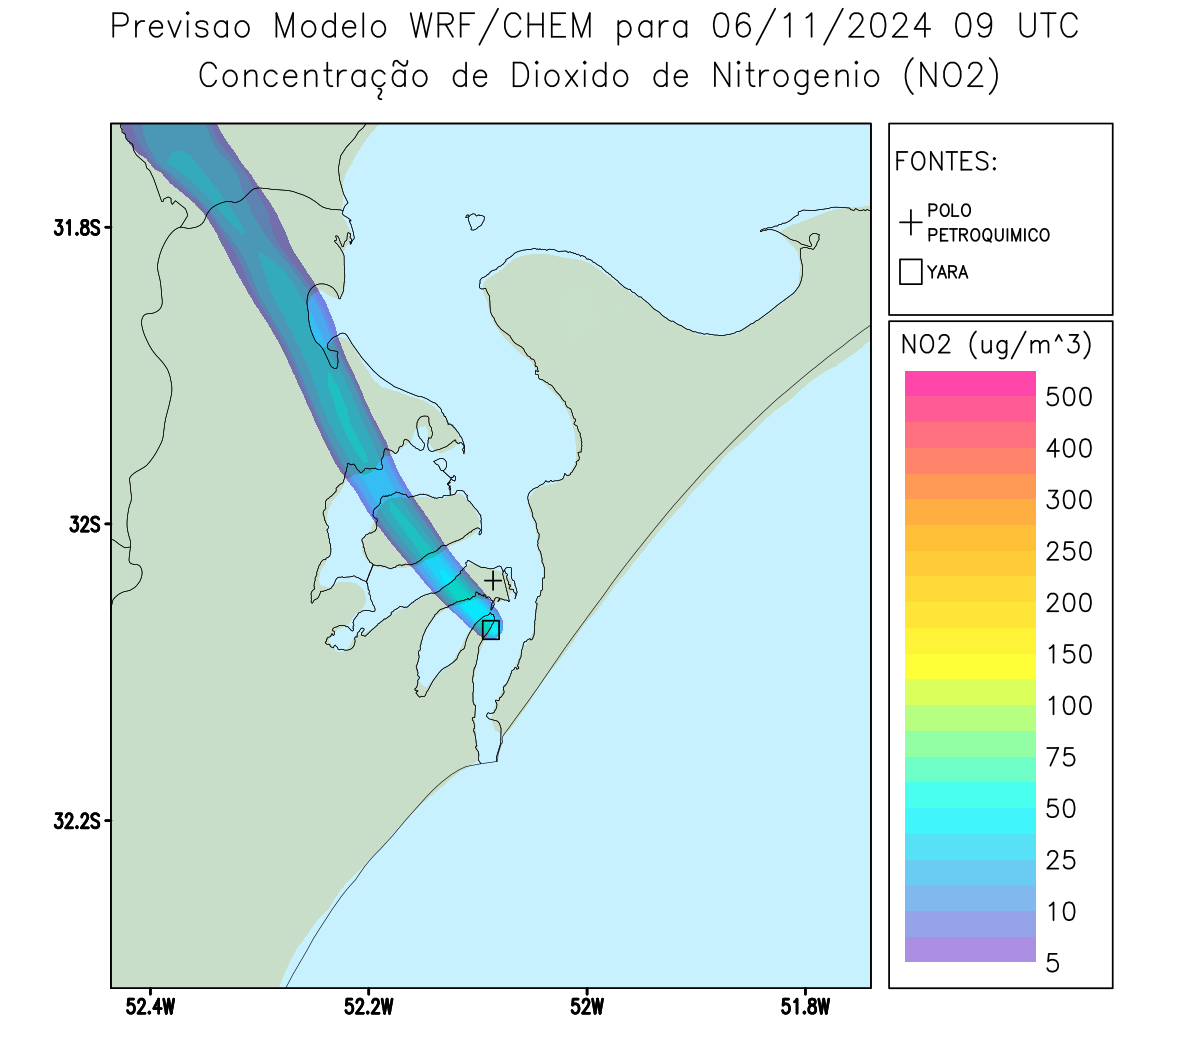 Previsao Modelo WRF/CHEM para 06/11/2024 09 UTC
Concentração de Dioxido de Nitrogenio (NO2)
FONTES:
POLO
PETROQUIMICO
YARA
NO2 (ug/m^3)
500
400
300
250
200
150
100
75
50
25
10
5
31.8S
32S
32.2S
52.4W
52.2W
52W
51.8W